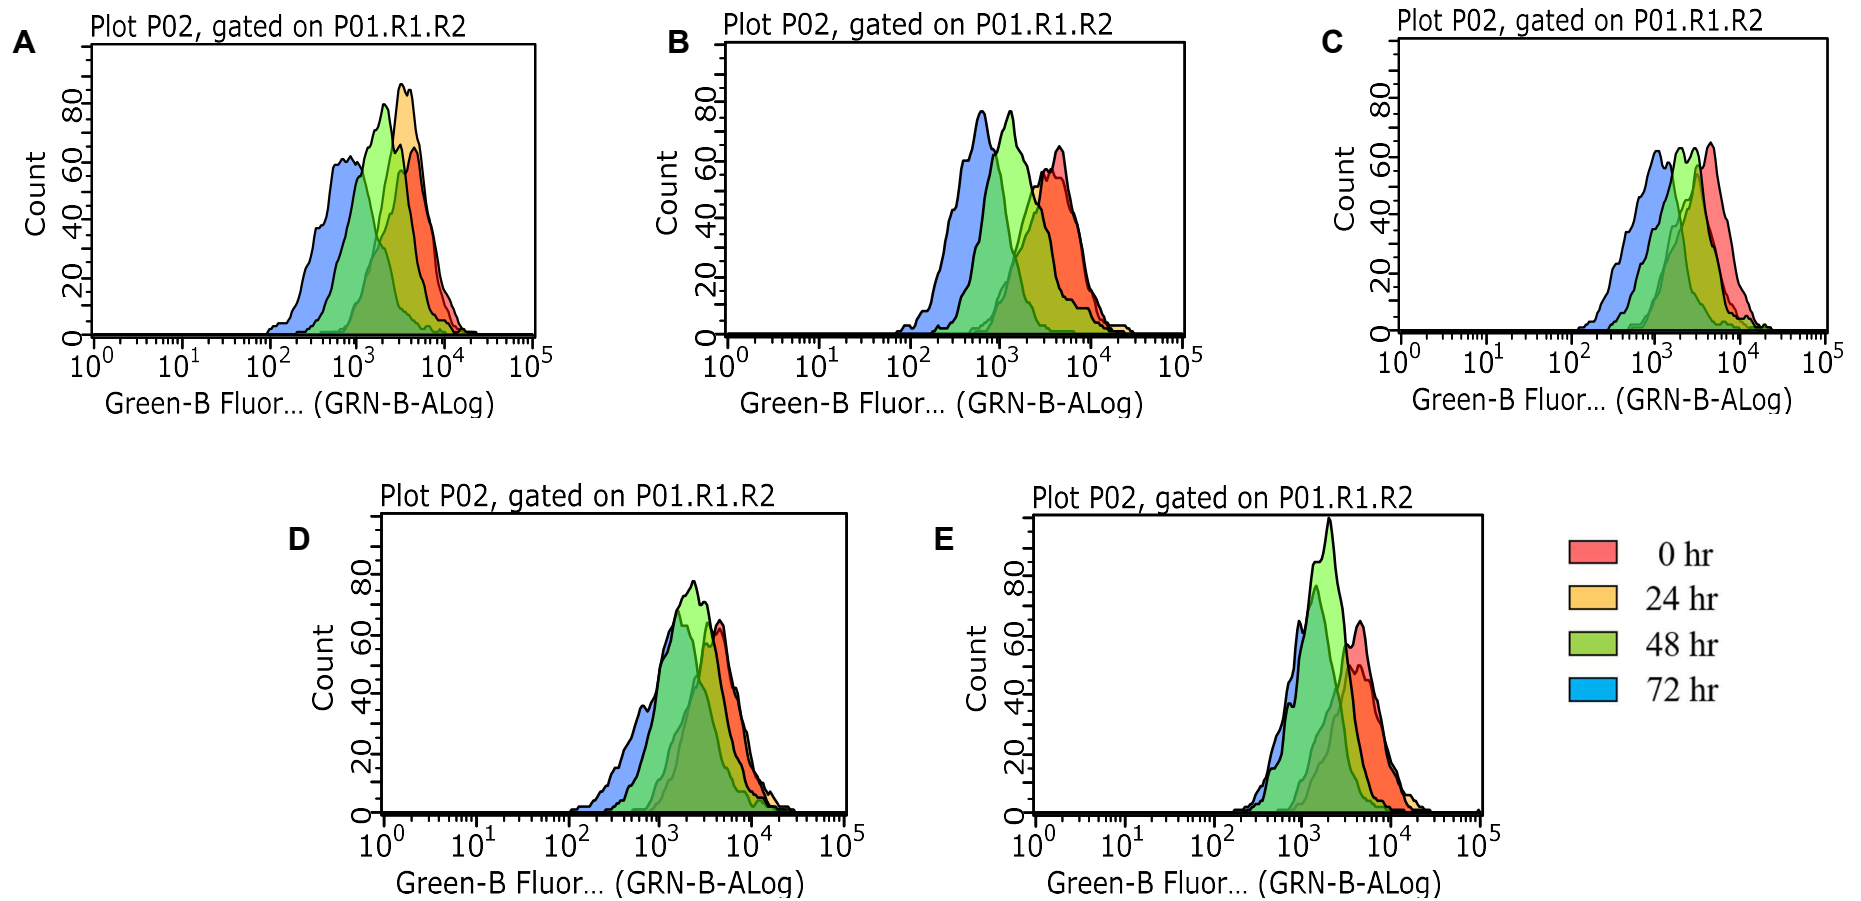 A
Plot P02, gated on P01.R1.R2
Count
0 20 40 60 80
10^0 10^1 10^2 10^3 10^4 10^5
Green-B Fluor... (GRN-B-ALog)
B
Plot P02, gated on P01.R1.R2
Count
0 20 40 60 80
10^0 10^1 10^2 10^3 10^4 10^5
Green-B Fluor... (GRN-B-ALog)
C
Plot P02, gated on P01.R1.R2
Count
0 20 40 60 80
10^0 10^1 10^2 10^3 10^4 10^5
Green-B Fluor... (GRN-B-ALog)
D
Plot P02, gated on P01.R1.R2
Count
0 20 40 60 80
10^0 10^1 10^2 10^3 10^4 10^5
Green-B Fluor... (GRN-B-ALog)
E
Plot P02, gated on P01.R1.R2
Count
0 20 40 60 80
10^0 10^1 10^2 10^3 10^4 10^5
Green-B Fluor... (GRN-B-ALog)
0 hr
24 hr
48 hr
72 hr